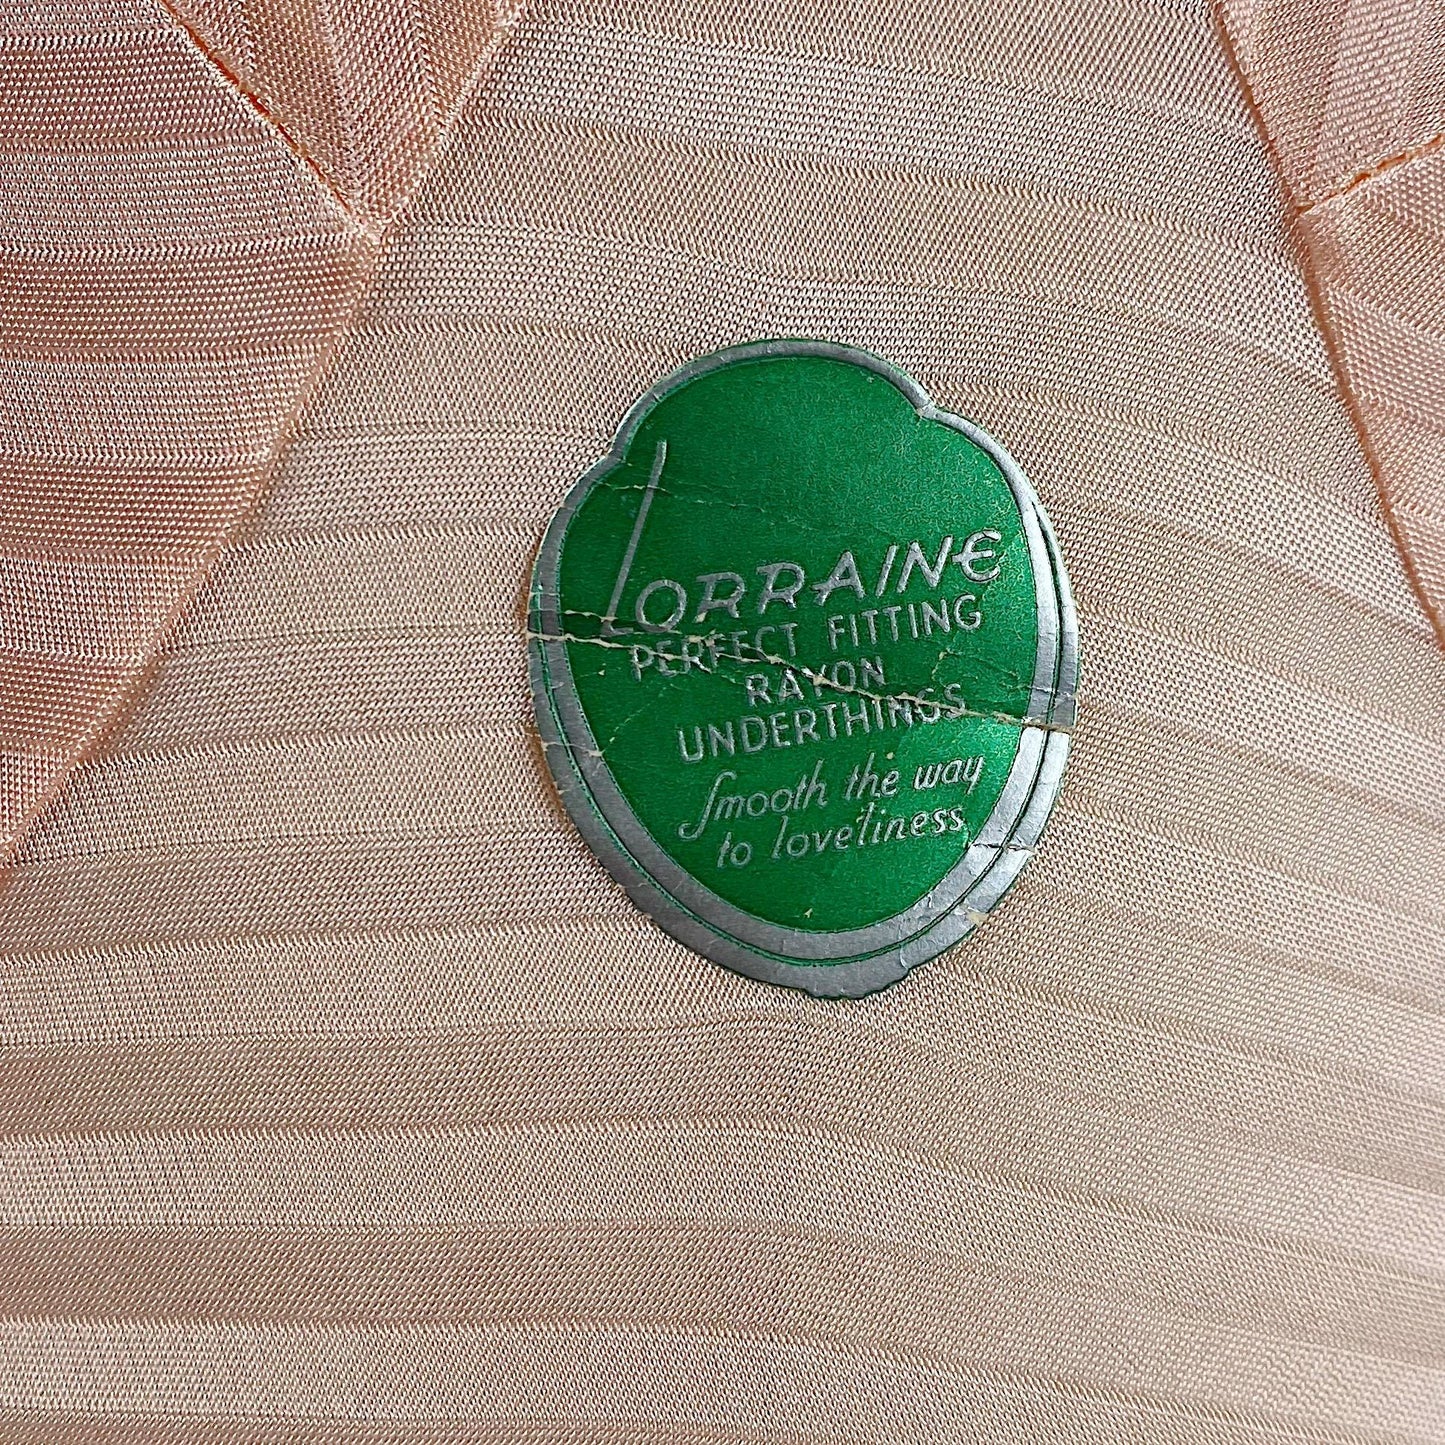 LORRAINE
PERFECT FITTING
RAYON
UNDERTHINGS
Smooth the way
to loveliness